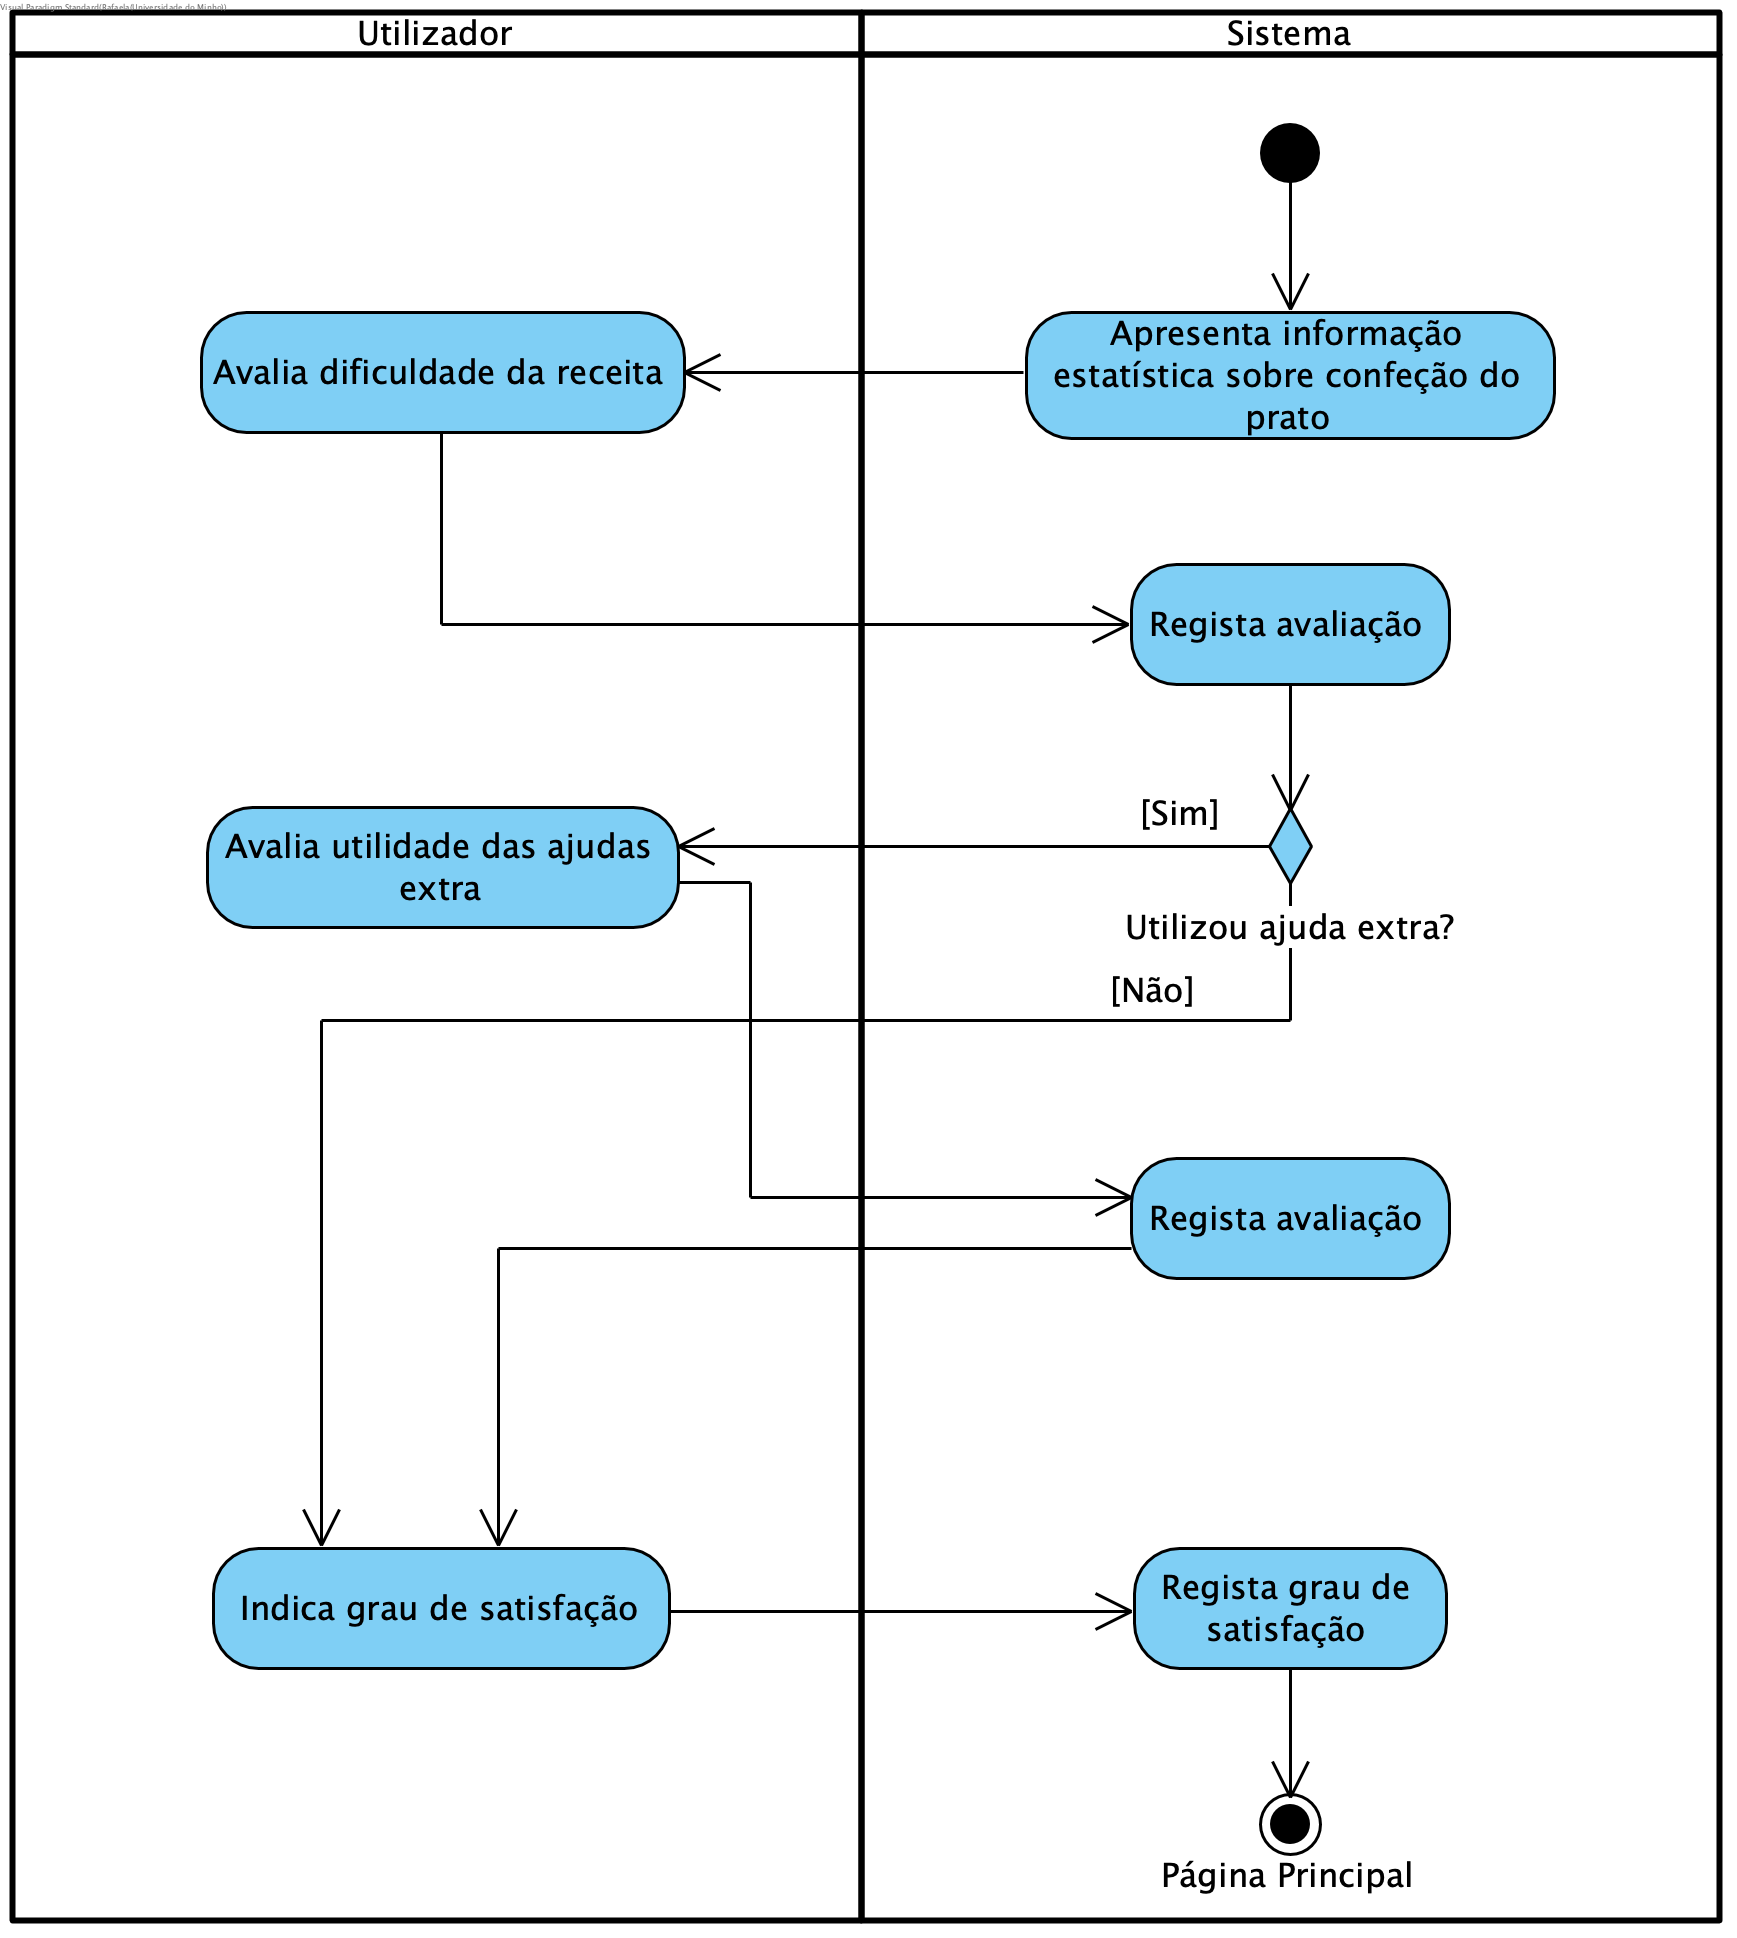 Visual Paradigm Standard(Rafaela(Universidade do Minho))
Utilizador
Sistema
Apresenta informação
estatística sobre confeção do
prato
Avalia dificuldade da receita
Regista avaliação
[Sim]
Avalia utilidade das ajudas
extra
Utilizou ajuda extra?
[Não]
Regista avaliação
Indica grau de satisfação
Regista grau de
satisfação
Página Principal